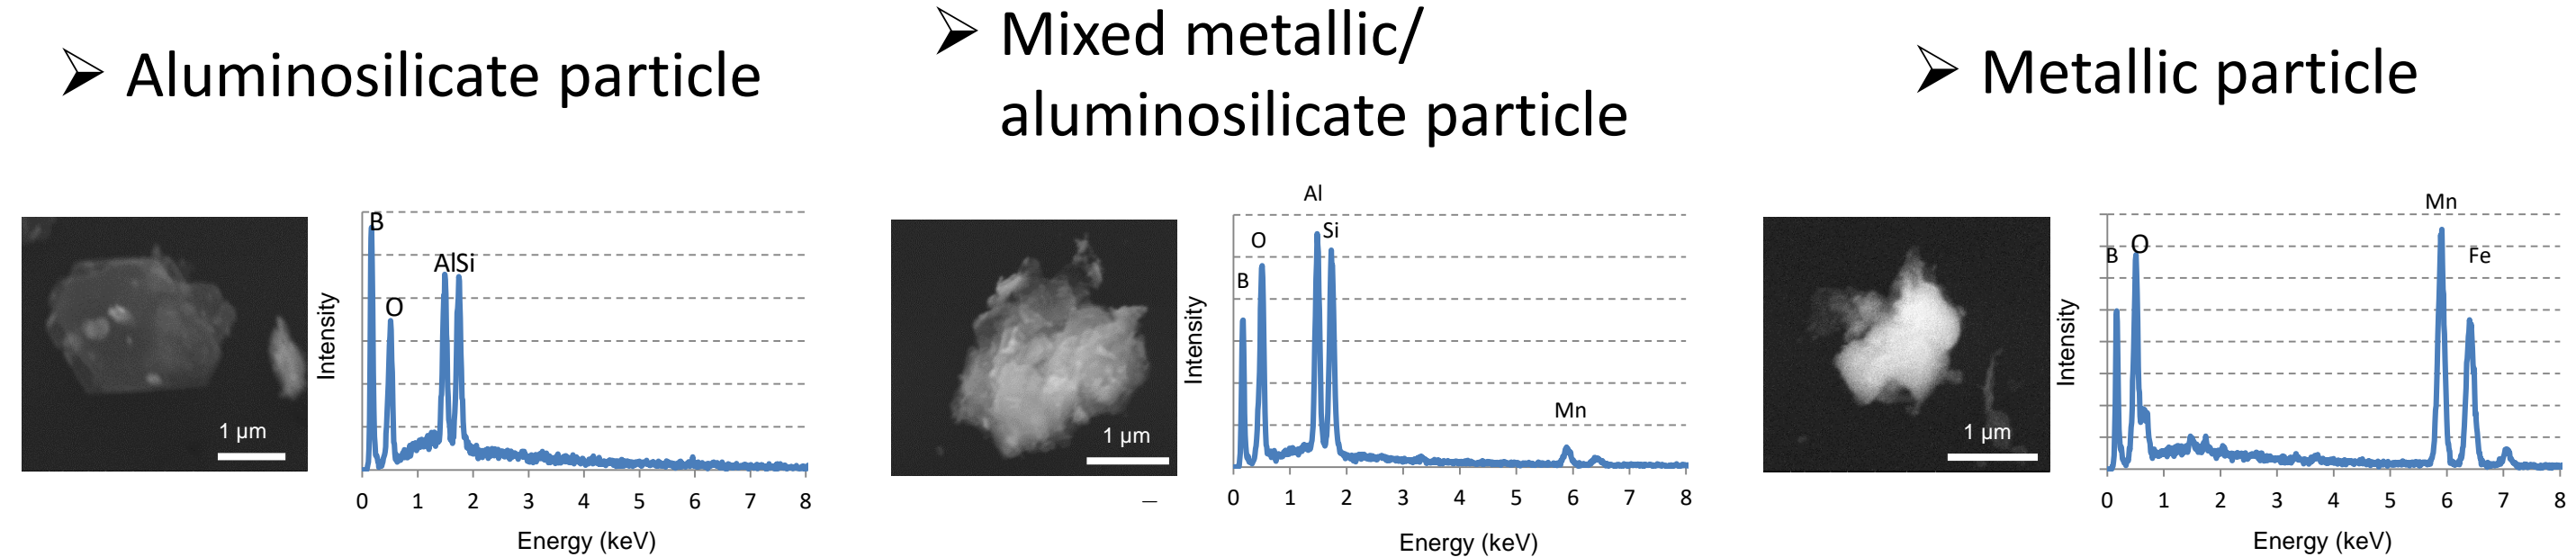 ➢ Aluminosilicate particle
➢ Mixed metallic/
aluminosilicate particle
➢ Metallic particle
1 µm
Intensity
B
O
AlSi
0 1 2 3 4 5 6 7 8
Energy (keV)
1 µm
Intensity
B
O
Al
Si
Mn
0 1 2 3 4 5 6 7 8
Energy (keV)
1 µm
Intensity
B
O
Mn
Fe
0 1 2 3 4 5 6 7 8
Energy (keV)